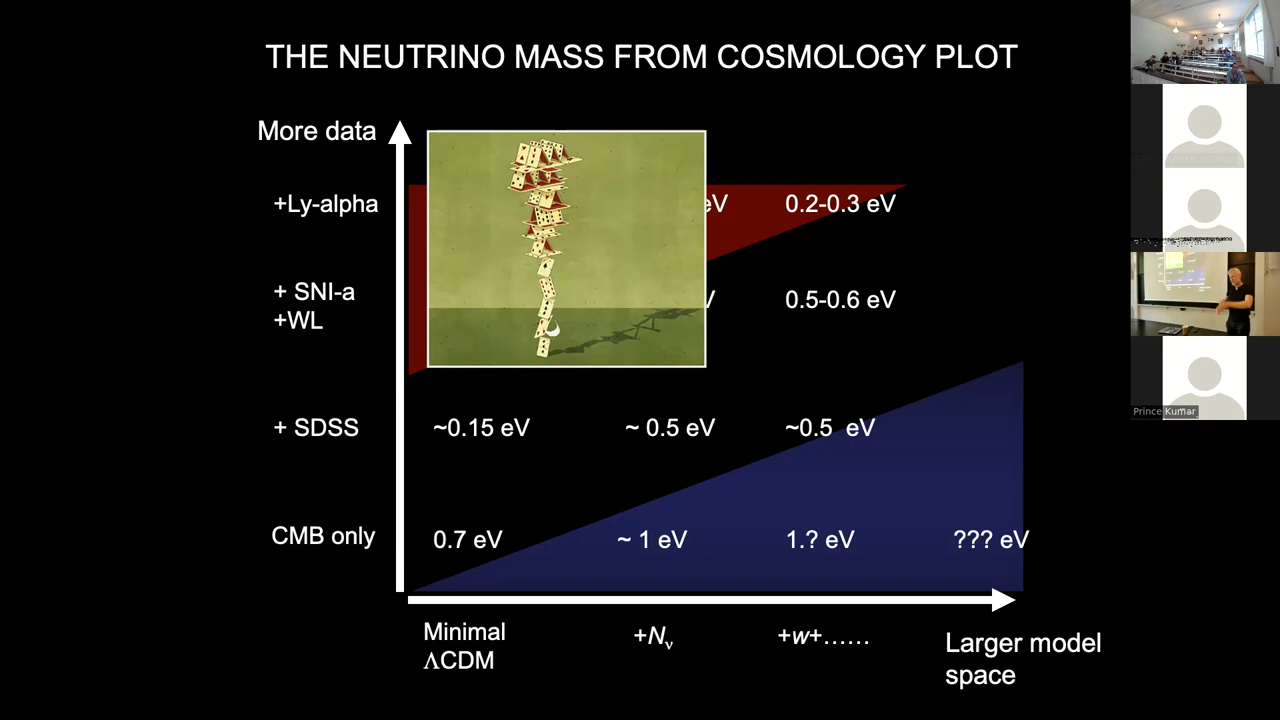 THE NEUTRINO MASS FROM COSMOLOGY PLOT
More data
+Ly-alpha
eV
0.2-0.3 eV
+ SNI-a
+WL
0.5-0.6 eV
+ SDSS
~0.15 eV
~ 0.5 eV
~0.5 eV
CMB only
0.7 eV
~ 1 eV
1.? eV
??? eV
Minimal
ΛCDM
+Nν
+w+......
Larger model
space
Prince Kumar